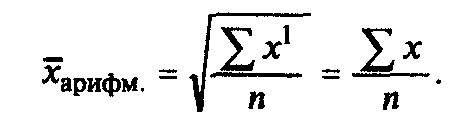 x̄арифм. = √(∑ x¹ / n) = ∑ x / n.